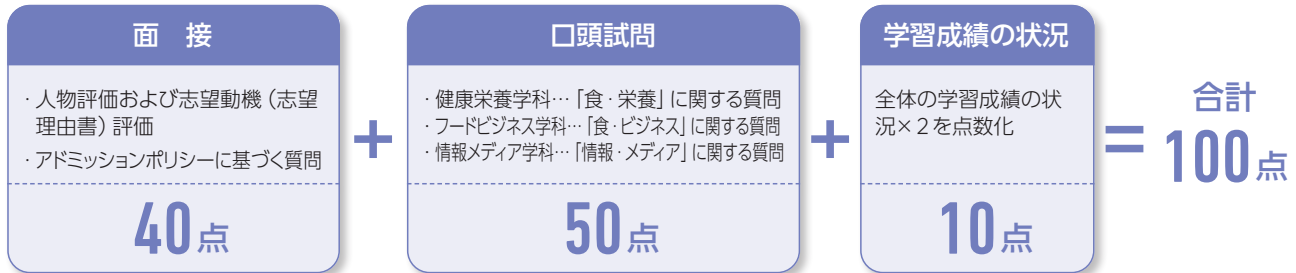 面 接
・人物評価および志望動機（志望
理由書）評価
・アドミッションポリシーに基づく質問
40点
+
口頭試問
・健康栄養学科…「食・栄養」に関する質問
・フードビジネス学科…「食・ビジネス」に関する質問
・情報メディア学科…「情報・メディア」に関する質問
50点
+
学習成績の状況
全体の学習成績の状
況×2を点数化
10点
=
合計
100点